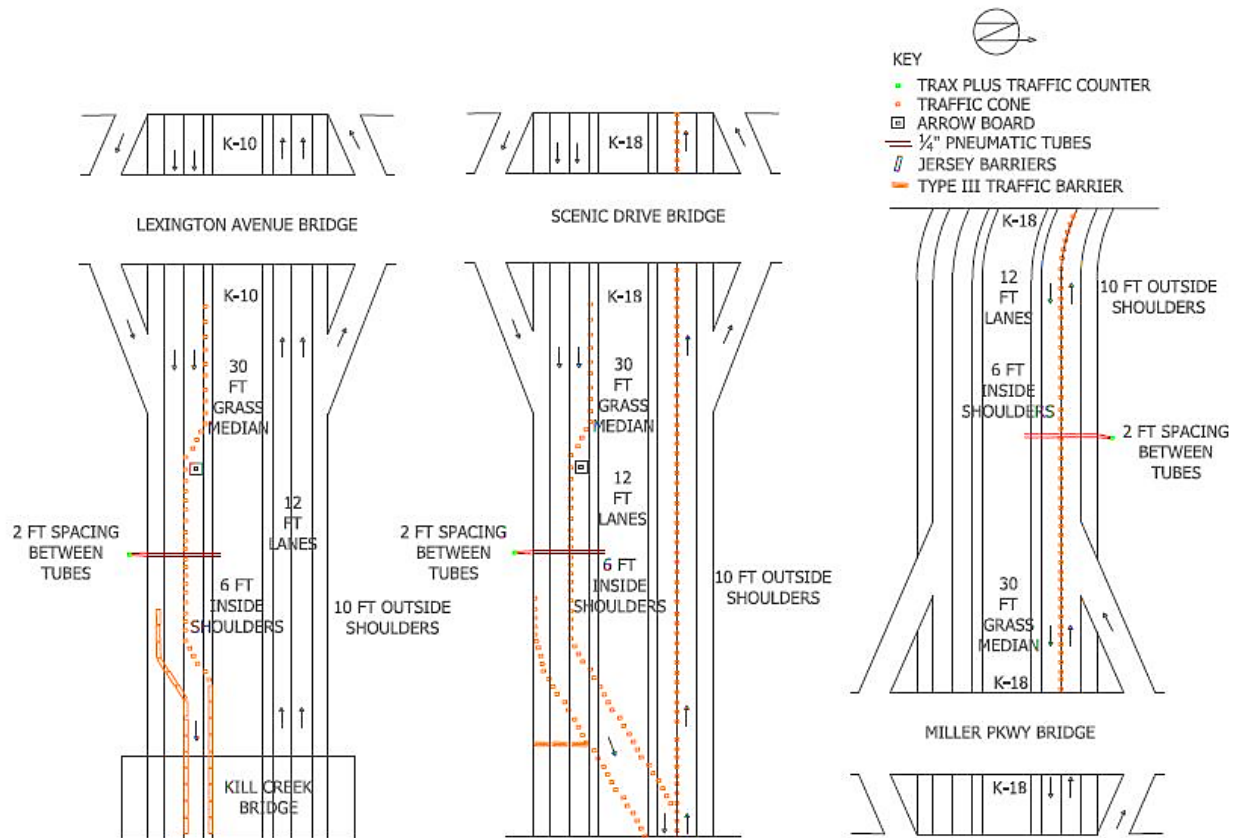 KEY
TRAX PLUS TRAFFIC COUNTER
TRAFFIC CONE
ARROW BOARD
1/4" PNEUMATIC TUBES
JERSEY BARRIERS
TYPE III TRAFFIC BARRIER
K-10
LEXINGTON AVENUE BRIDGE
K-10
30
FT
GRASS
MEDIAN
12
FT
LANES
2 FT SPACING
BETWEEN
TUBES
6 FT
INSIDE
SHOULDERS
10 FT OUTSIDE
SHOULDERS
KILL CREEK
BRIDGE
K-18
SCENIC DRIVE BRIDGE
K-18
30
FT
GRASS
MEDIAN
12
FT
LANES
2 FT SPACING
BETWEEN
TUBES
6 FT
INSIDE
SHOULDERS
10 FT OUTSIDE
SHOULDERS
K-18
12
FT
LANES
10 FT OUTSIDE
SHOULDERS
6 FT
INSIDE
SHOULDERS
2 FT SPACING
BETWEEN
TUBES
30
FT
GRASS
MEDIAN
K-18
MILLER PKWY BRIDGE
K-18